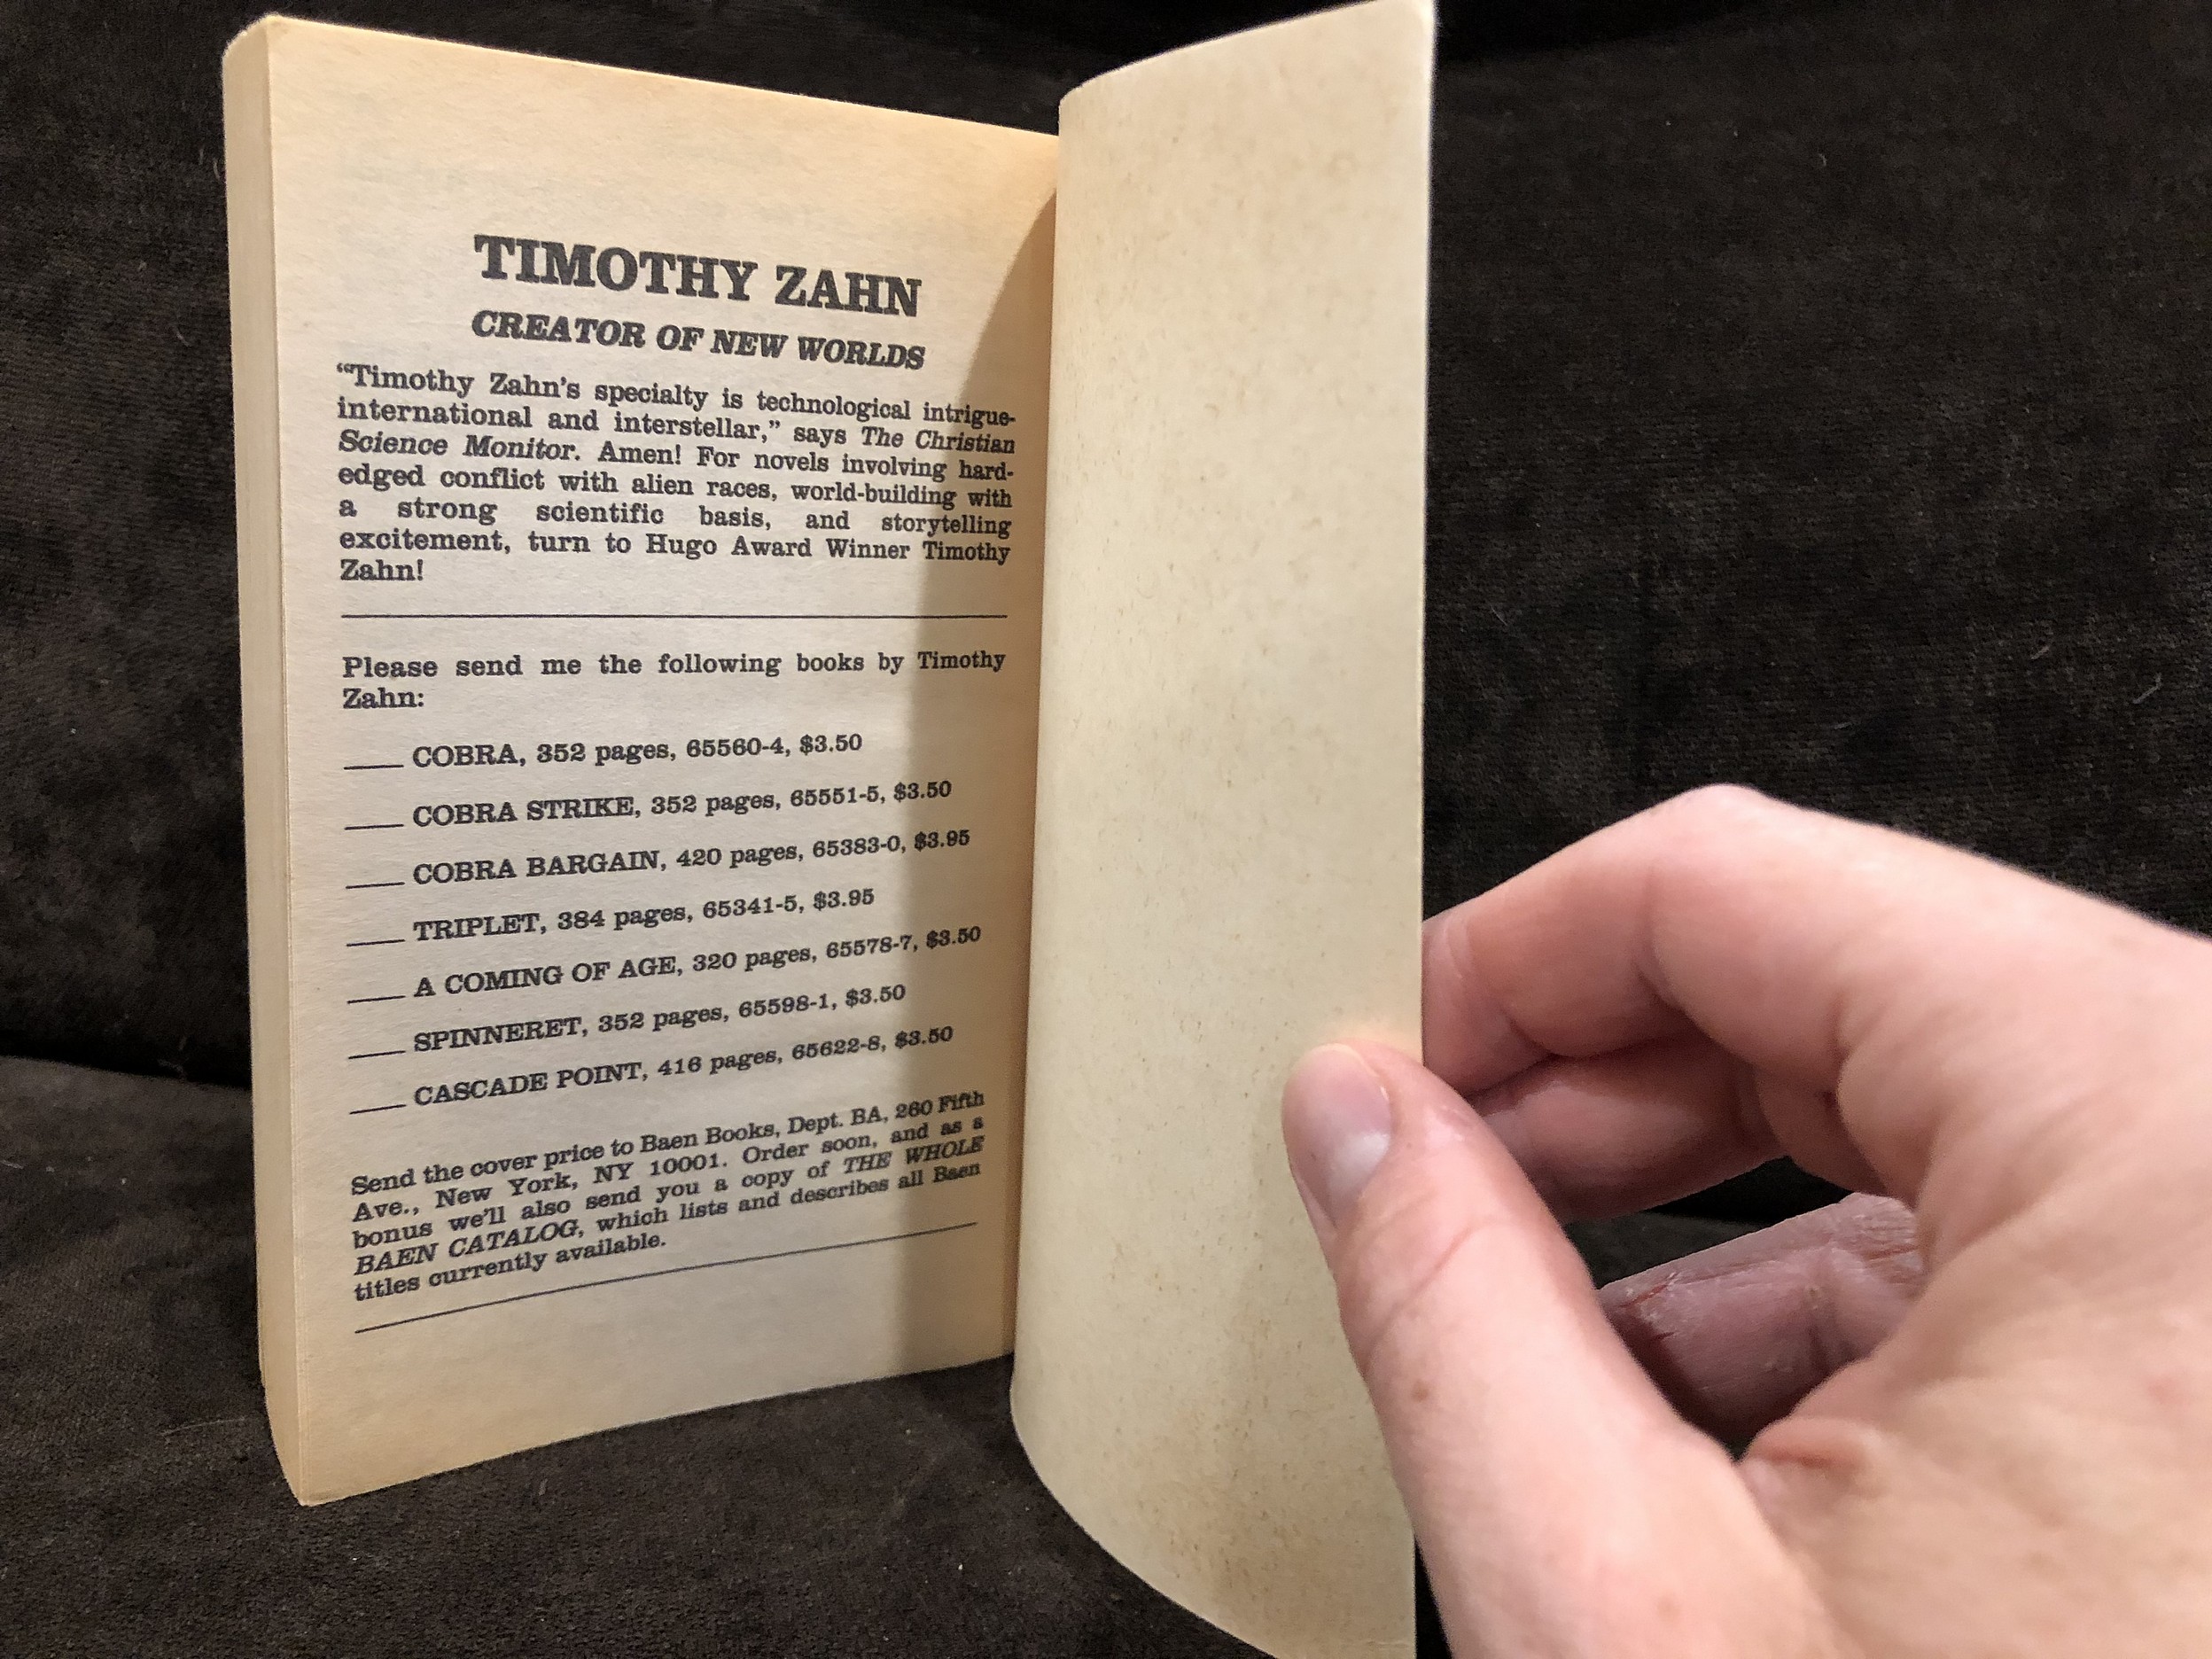 TIMOTHY ZAHN
CREATOR OF NEW WORLDS
“Timothy Zahn’s specialty is technological intrigue-
international and interstellar,” says The Christian
Science Monitor. Amen! For novels involving hard-
edged conflict with alien races, world-building with
a strong scientific basis, and storytelling
excitement, turn to Hugo Award Winner Timothy
Zahn!
Please send me the following books by Timothy
Zahn:
___ COBRA, 352 pages, 65560-4, $3.50
___ COBRA STRIKE, 352 pages, 65551-5, $3.50
___ COBRA BARGAIN, 420 pages, 65383-0, $3.95
___ TRIPLET, 384 pages, 65341-5, $3.95
___ A COMING OF AGE, 320 pages, 65578-7, $3.50
___ SPINNERET, 352 pages, 65598-1, $3.50
___ CASCADE POINT, 416 pages, 65622-8, $3.50
Send the cover price to Baen Books, Dept. BA, 260 Fifth
Ave., New York, NY 10001. Order soon, and as a
bonus we’ll also send you a copy of THE WHOLE
BAEN CATALOG, which lists and describes all Baen
titles currently available.